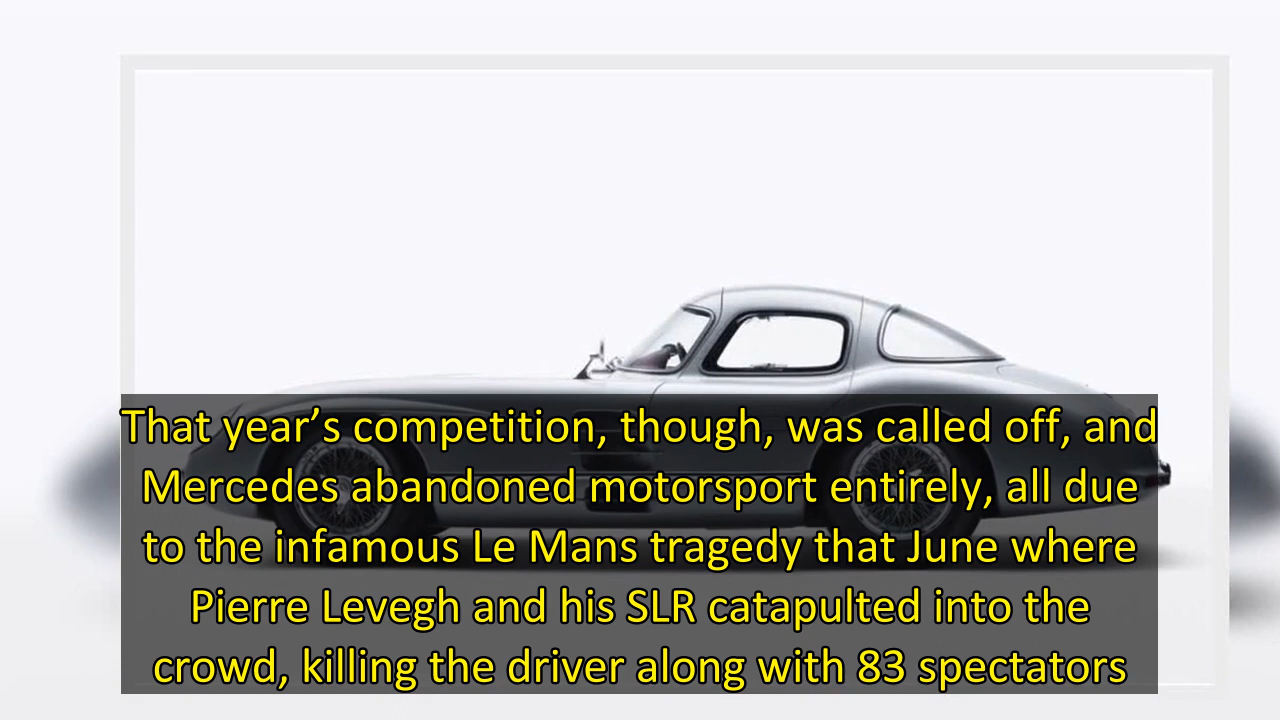 That year’s competition, though, was called off, and
Mercedes abandoned motorsport entirely, all due
to the infamous Le Mans tragedy that June where
Pierre Levegh and his SLR catapulted into the
crowd, killing the driver along with 83 spectators